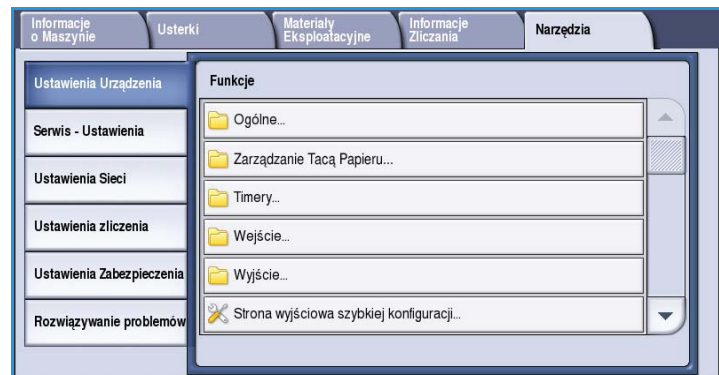 Informacje
o Maszynie
Usterki
Materiały
Eksploatacyjne
Informacje
Zliczania
Narzędzia
Ustawienia Urządzenia
Serwis - Ustawienia
Ustawienia Sieci
Ustawienia zliczenia
Ustawienia Zabezpieczenia
Rozwiązywanie problemów
Funkcje
Ogólne...
Zarządzanie Tacą Papieru...
Timery...
Wejście...
Wyjście...
Strona wyjściowa szybkiej konfiguracji...